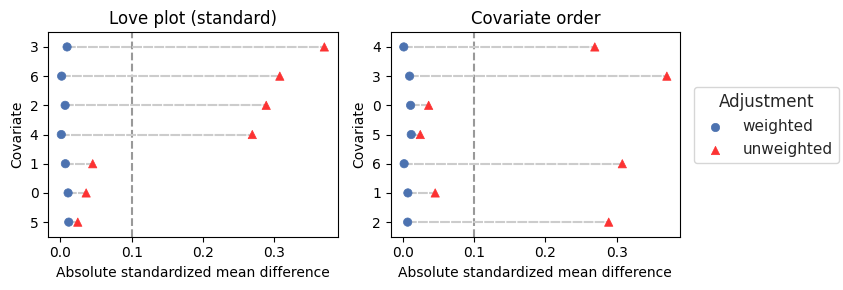 Love plot (standard)
Covariate
3
6
2
4
1
0
5
0.0 0.1 0.2 0.3
Absolute standardized mean difference
Covariate order
Covariate
4
3
0
5
6
1
2
0.0 0.1 0.2 0.3
Absolute standardized mean difference
Adjustment
weighted
unweighted